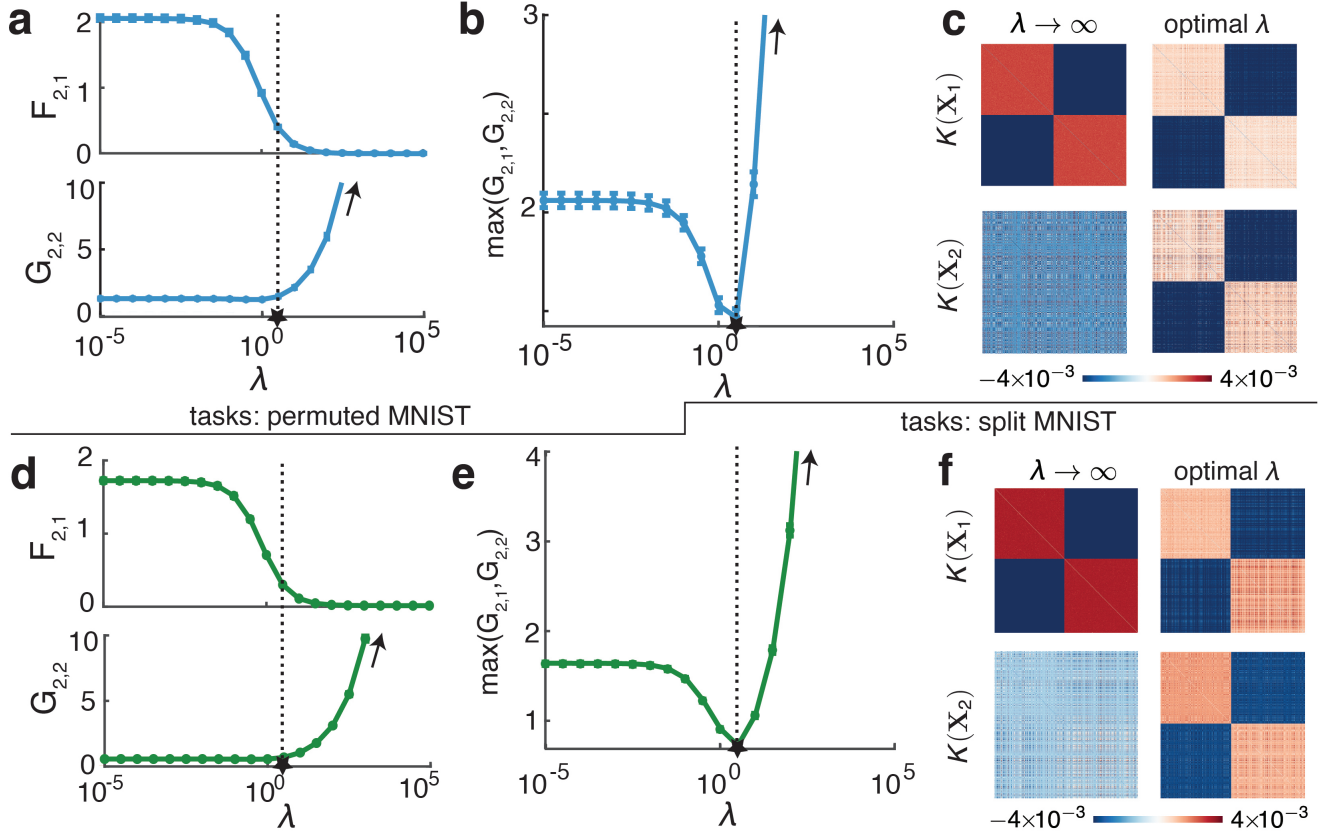 a
2
1
0
F2,1
10
5
0
G2,2
10^-5
10^0
10^5
λ
b
3
2
max(G2,1, G2,2)
10^-5
10^0
10^5
λ
c
λ → ∞
optimal λ
K(X1)
K(X2)
−4×10^−3
4×10^−3
tasks: permuted MNIST
tasks: split MNIST
d
2
1
0
F2,1
10
5
0
G2,2
10^-5
10^0
10^5
λ
e
4
3
2
1
max(G2,1, G2,2)
10^-5
10^0
10^5
λ
f
λ → ∞
optimal λ
K(X1)
K(X2)
−4×10^−3
4×10^−3